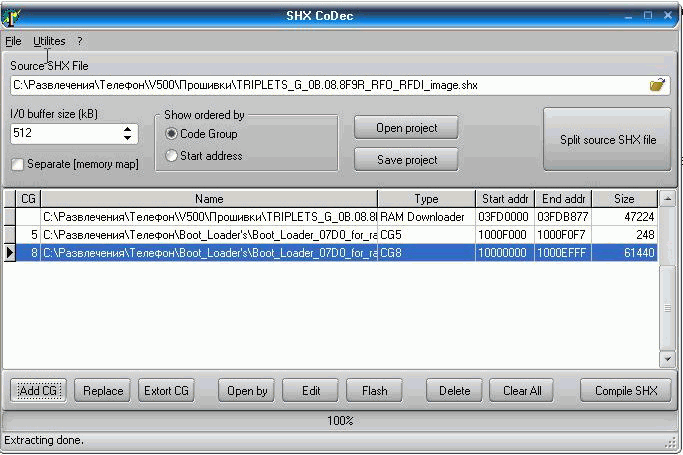 SHX CoDec
File Utilites ?
Source SHX File
C:\Развлечения\Телефон\V500\Прошивки\TRIPLETS_G_0B.08.8F9R_RFO_RFDI_image.shx
I/0 buffer size (kB)
512
Separate [memory map]
Show ordered by
Code Group
Start address
Open project
Save project
Split source SHX file
CG Name Type Start addr End addr Size
C:\Развлечения\Телефон\V500\Прошивки\TRIPLETS_G_0B.08.8I RAM Downloader 03FD0000 03FDB877 47224
5 C:\Развлечения\Телефон\Boot_Loader's\Boot_Loader_07D0_for_ra CG5 1000F000 1000F0F7 248
8 C:\Развлечения\Телефон\Boot_Loader's\Boot_Loader_07D0_for_ra CG8 10000000 1000EFFF 61440
Add CG Replace Extort CG Open by Edit Flash Delete Clear All Compile SHX
100%
Extracting done.